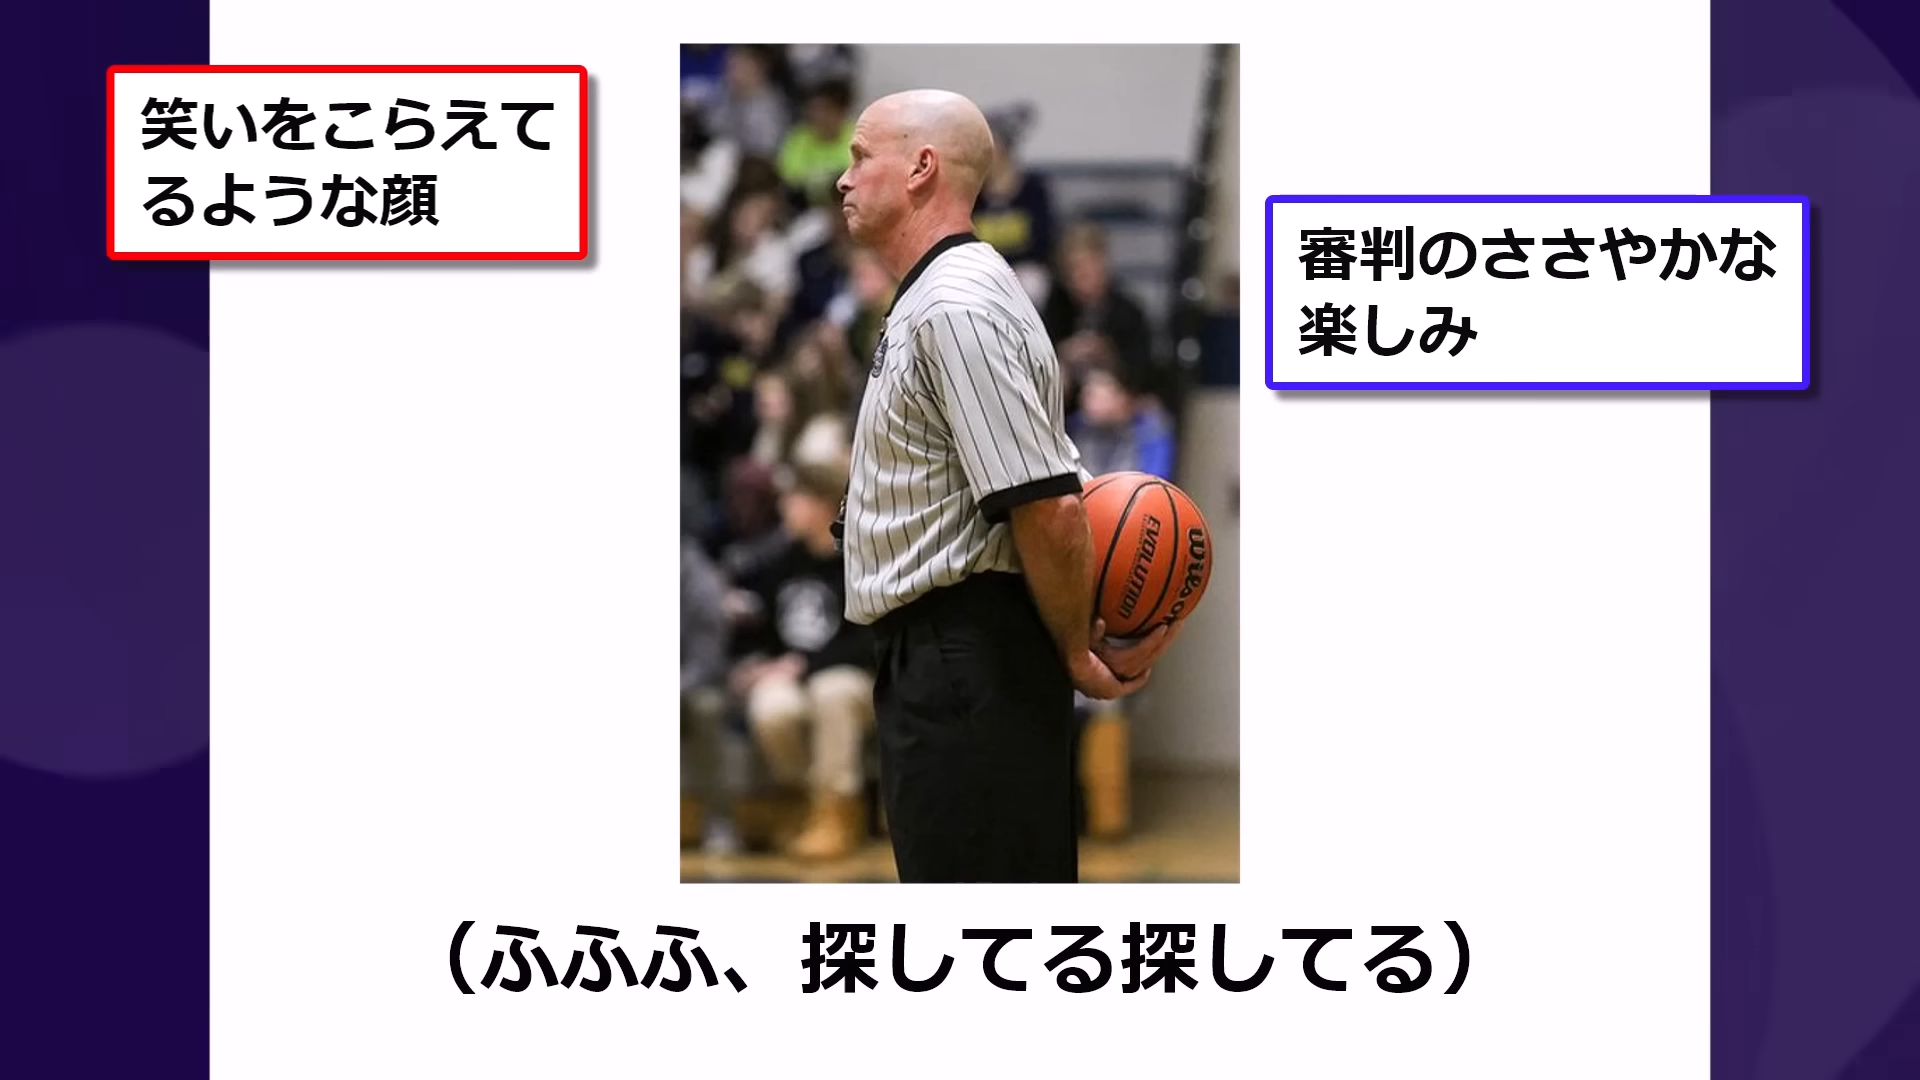 笑いをこらえて
るような顔
審判のささやかな
楽しみ
EVOLUTION
Wilson
（ふふふ、探してる探してる）